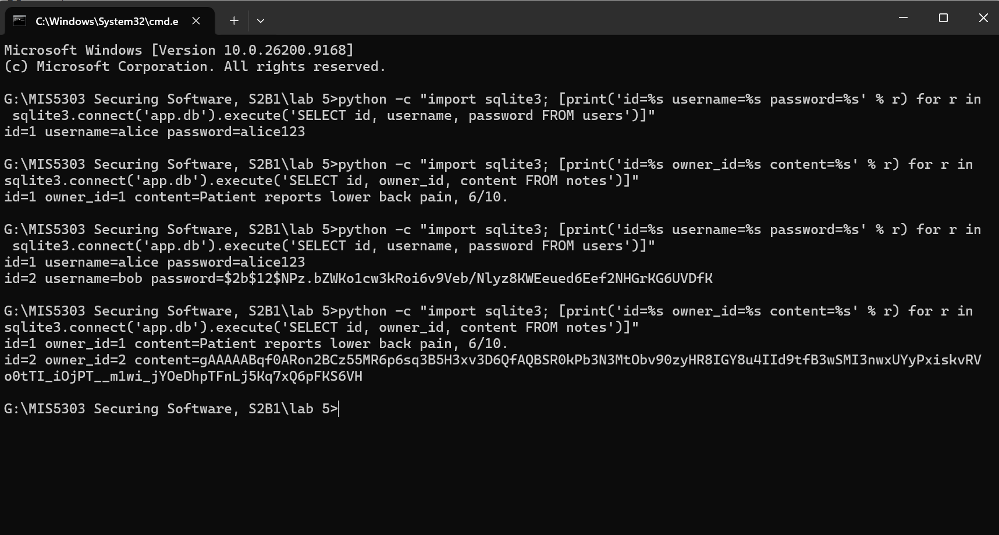 C:\Windows\System32\cmd.e
Microsoft Windows [Version 10.0.26200.9168]
(c) Microsoft Corporation. All rights reserved.
G:\MIS5303 Securing Software, S2B1\lab 5>python -c "import sqlite3; [print('id=%s username=%s password=%s' % r) for r in
 sqlite3.connect('app.db').execute('SELECT id, username, password FROM users')]"
id=1 username=alice password=alice123
G:\MIS5303 Securing Software, S2B1\lab 5>python -c "import sqlite3; [print('id=%s owner_id=%s content=%s' % r) for r in
sqlite3.connect('app.db').execute('SELECT id, owner_id, content FROM notes')]"
id=1 owner_id=1 content=Patient reports lower back pain, 6/10.
G:\MIS5303 Securing Software, S2B1\lab 5>python -c "import sqlite3; [print('id=%s username=%s password=%s' % r) for r in
 sqlite3.connect('app.db').execute('SELECT id, username, password FROM users')]"
id=1 username=alice password=alice123
id=2 username=bob password=$2b$12$NPz.bZWKo1cw3kRoi6v9Veb/Nlyz8KWEeued6Eef2NHGrKG6UVDfK
G:\MIS5303 Securing Software, S2B1\lab 5>python -c "import sqlite3; [print('id=%s owner_id=%s content=%s' % r) for r in
sqlite3.connect('app.db').execute('SELECT id, owner_id, content FROM notes')]"
id=1 owner_id=1 content=Patient reports lower back pain, 6/10.
id=2 owner_id=2 content=gAAAAABqf0ARon2BCz55MR6p6sq3B5H3xv3D6QfAQBSR0kPb3N3MtObv90zyHR8IGY8u4IId9tfB3wSMI3nwxUYyPxiskvRV
o0tTI_iOjPT__m1wi_jYOeDhpTFnLj5Kq7xQ6pFKS6VH
G:\MIS5303 Securing Software, S2B1\lab 5>